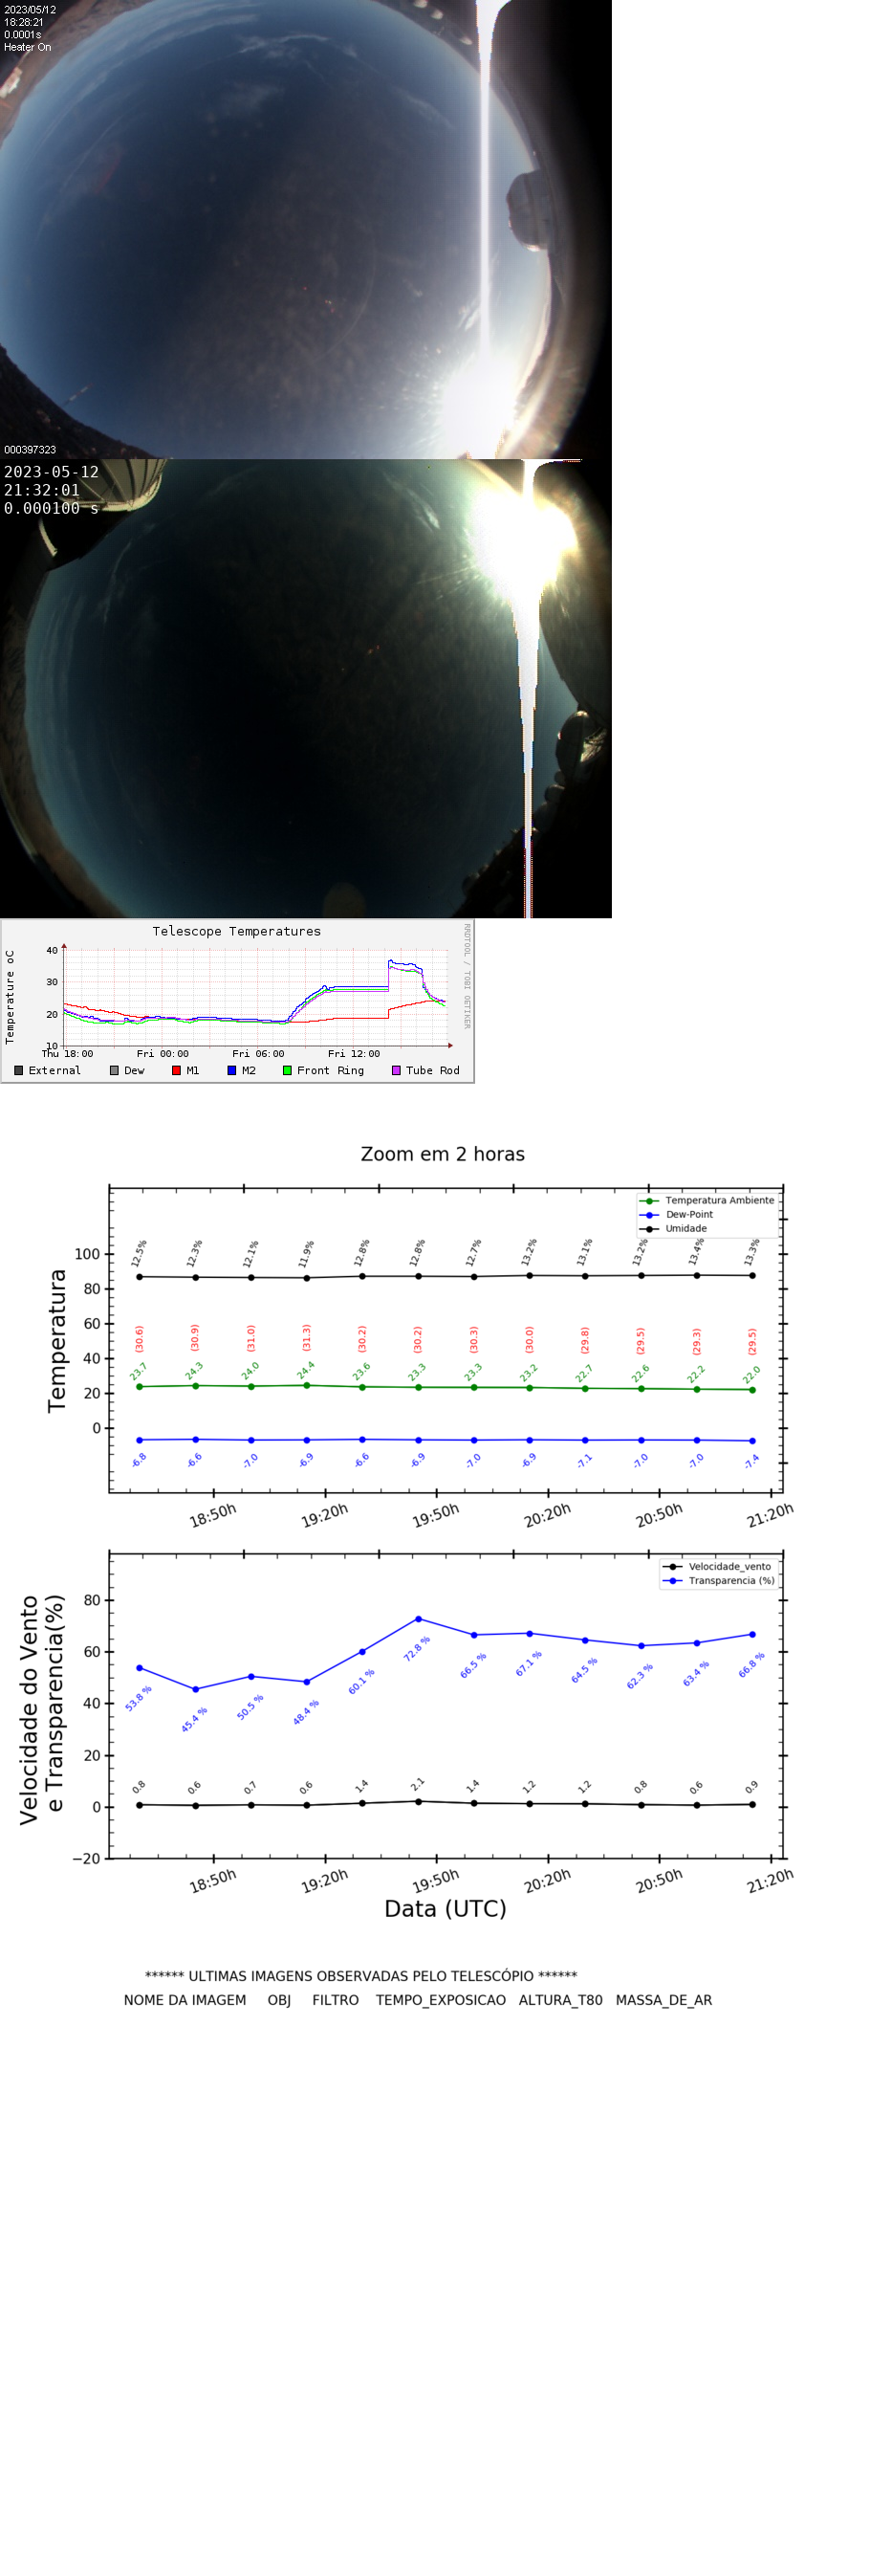 2023/05/12
18:28:21
0.0001s
Heater On
000397323
2023-05-12
21:32:01
0.000100 s
Telescope Temperatures
RRDTOOL / TOBI OETIKER
Temperature oC
40
30
20
10
Thu 18:00 Fri 00:00 Fri 06:00 Fri 12:00
External Dew M1 M2 Front Ring Tube Rod
Zoom em 2 horas
Temperatura Ambiente
Dew-Point
Umidade
Temperatura
100
80
60
40
20
0
12.5% 12.3% 12.1% 11.9% 12.8% 12.8% 12.7% 13.2% 13.1% 13.2% 13.4% 13.3%
(30.6) (30.9) (31.0) (31.3) (30.2) (30.2) (30.3) (30.0) (29.8) (29.5) (29.3) (29.5)
23.7 24.3 24.0 24.4 23.6 23.3 23.3 23.2 22.7 22.6 22.2 22.0
-6.8 -6.6 -7.0 -6.9 -6.6 -6.9 -7.0 -6.9 -7.1 -7.0 -7.0 -7.4
18:50h 19:20h 19:50h 20:20h 20:50h 21:20h
Velocidade_vento
Transparencia (%)
Velocidade do Vento
e Transparencia(%)
80
60
40
20
0
−20
53.8 % 45.4 % 50.5 % 48.4 % 60.1 % 72.8 % 66.5 % 67.1 % 64.5 % 62.3 % 63.4 % 66.8 %
0.8 0.6 0.7 0.6 1.4 2.1 1.4 1.2 1.2 0.8 0.6 0.9
18:50h 19:20h 19:50h 20:20h 20:50h 21:20h
Data (UTC)
****** ULTIMAS IMAGENS OBSERVADAS PELO TELESCÓPIO ******
NOME DA IMAGEM OBJ FILTRO TEMPO_EXPOSICAO ALTURA_T80 MASSA_DE_AR